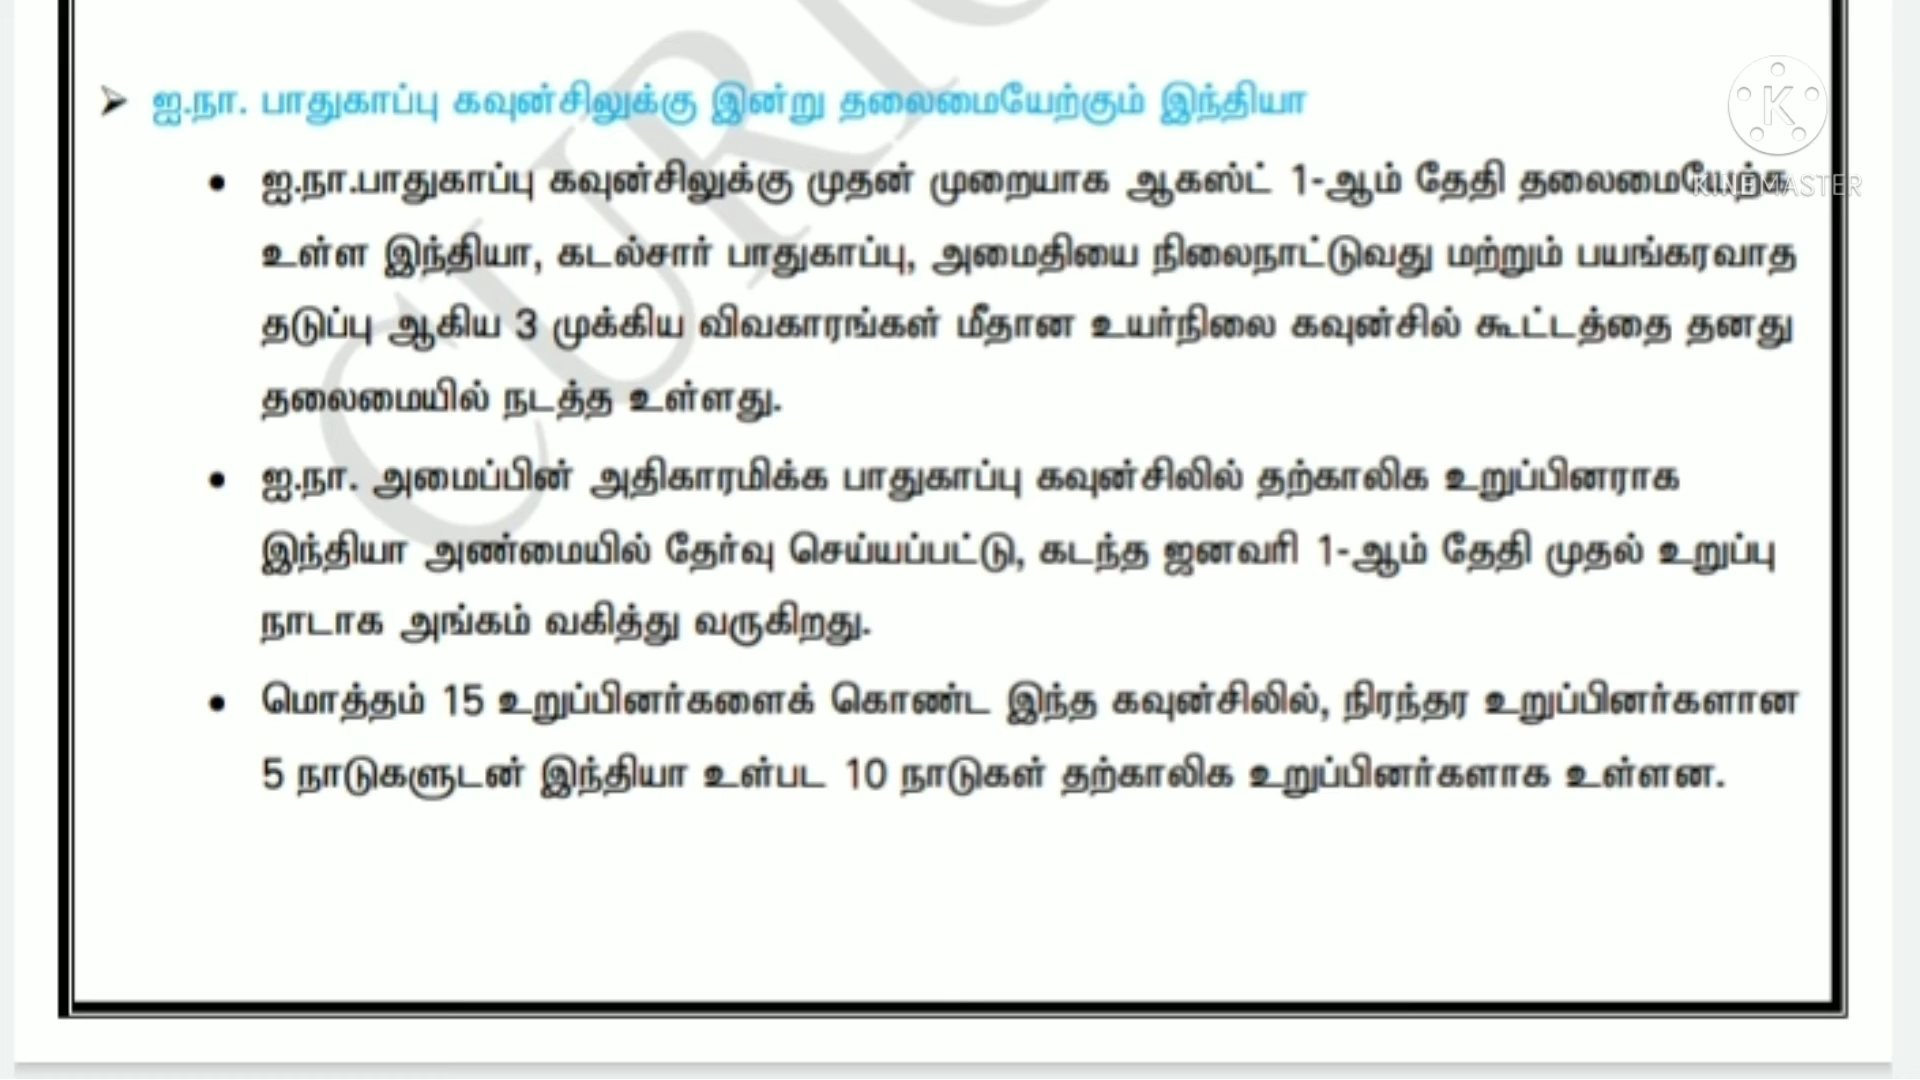 CURIO
➤ ஐ.நா. பாதுகாப்பு கவுன்சிலுக்கு இன்று தலைமையேற்கும் இந்தியா
• ஐ.நா.பாதுகாப்பு கவுன்சிலுக்கு முதன் முறையாக ஆகஸ்ட் 1-ஆம் தேதி தலைமையேற்க
உள்ள இந்தியா, கடல்சார் பாதுகாப்பு, அமைதியை நிலைநாட்டுவது மற்றும் பயங்கரவாத
தடுப்பு ஆகிய 3 முக்கிய விவகாரங்கள் மீதான உயர்நிலை கவுன்சில் கூட்டத்தை தனது
தலைமையில் நடத்த உள்ளது.
• ஐ.நா. அமைப்பின் அதிகாரமிக்க பாதுகாப்பு கவுன்சிலில் தற்காலிக உறுப்பினராக
இந்தியா அண்மையில் தேர்வு செய்யப்பட்டு, கடந்த ஜனவரி 1-ஆம் தேதி முதல் உறுப்பு
நாடாக அங்கம் வகித்து வருகிறது.
• மொத்தம் 15 உறுப்பினர்களைக் கொண்ட இந்த கவுன்சிலில், நிரந்தர உறுப்பினர்களான
5 நாடுகளுடன் இந்தியா உள்பட 10 நாடுகள் தற்காலிக உறுப்பினர்களாக உள்ளன.
K
KINEMASTER